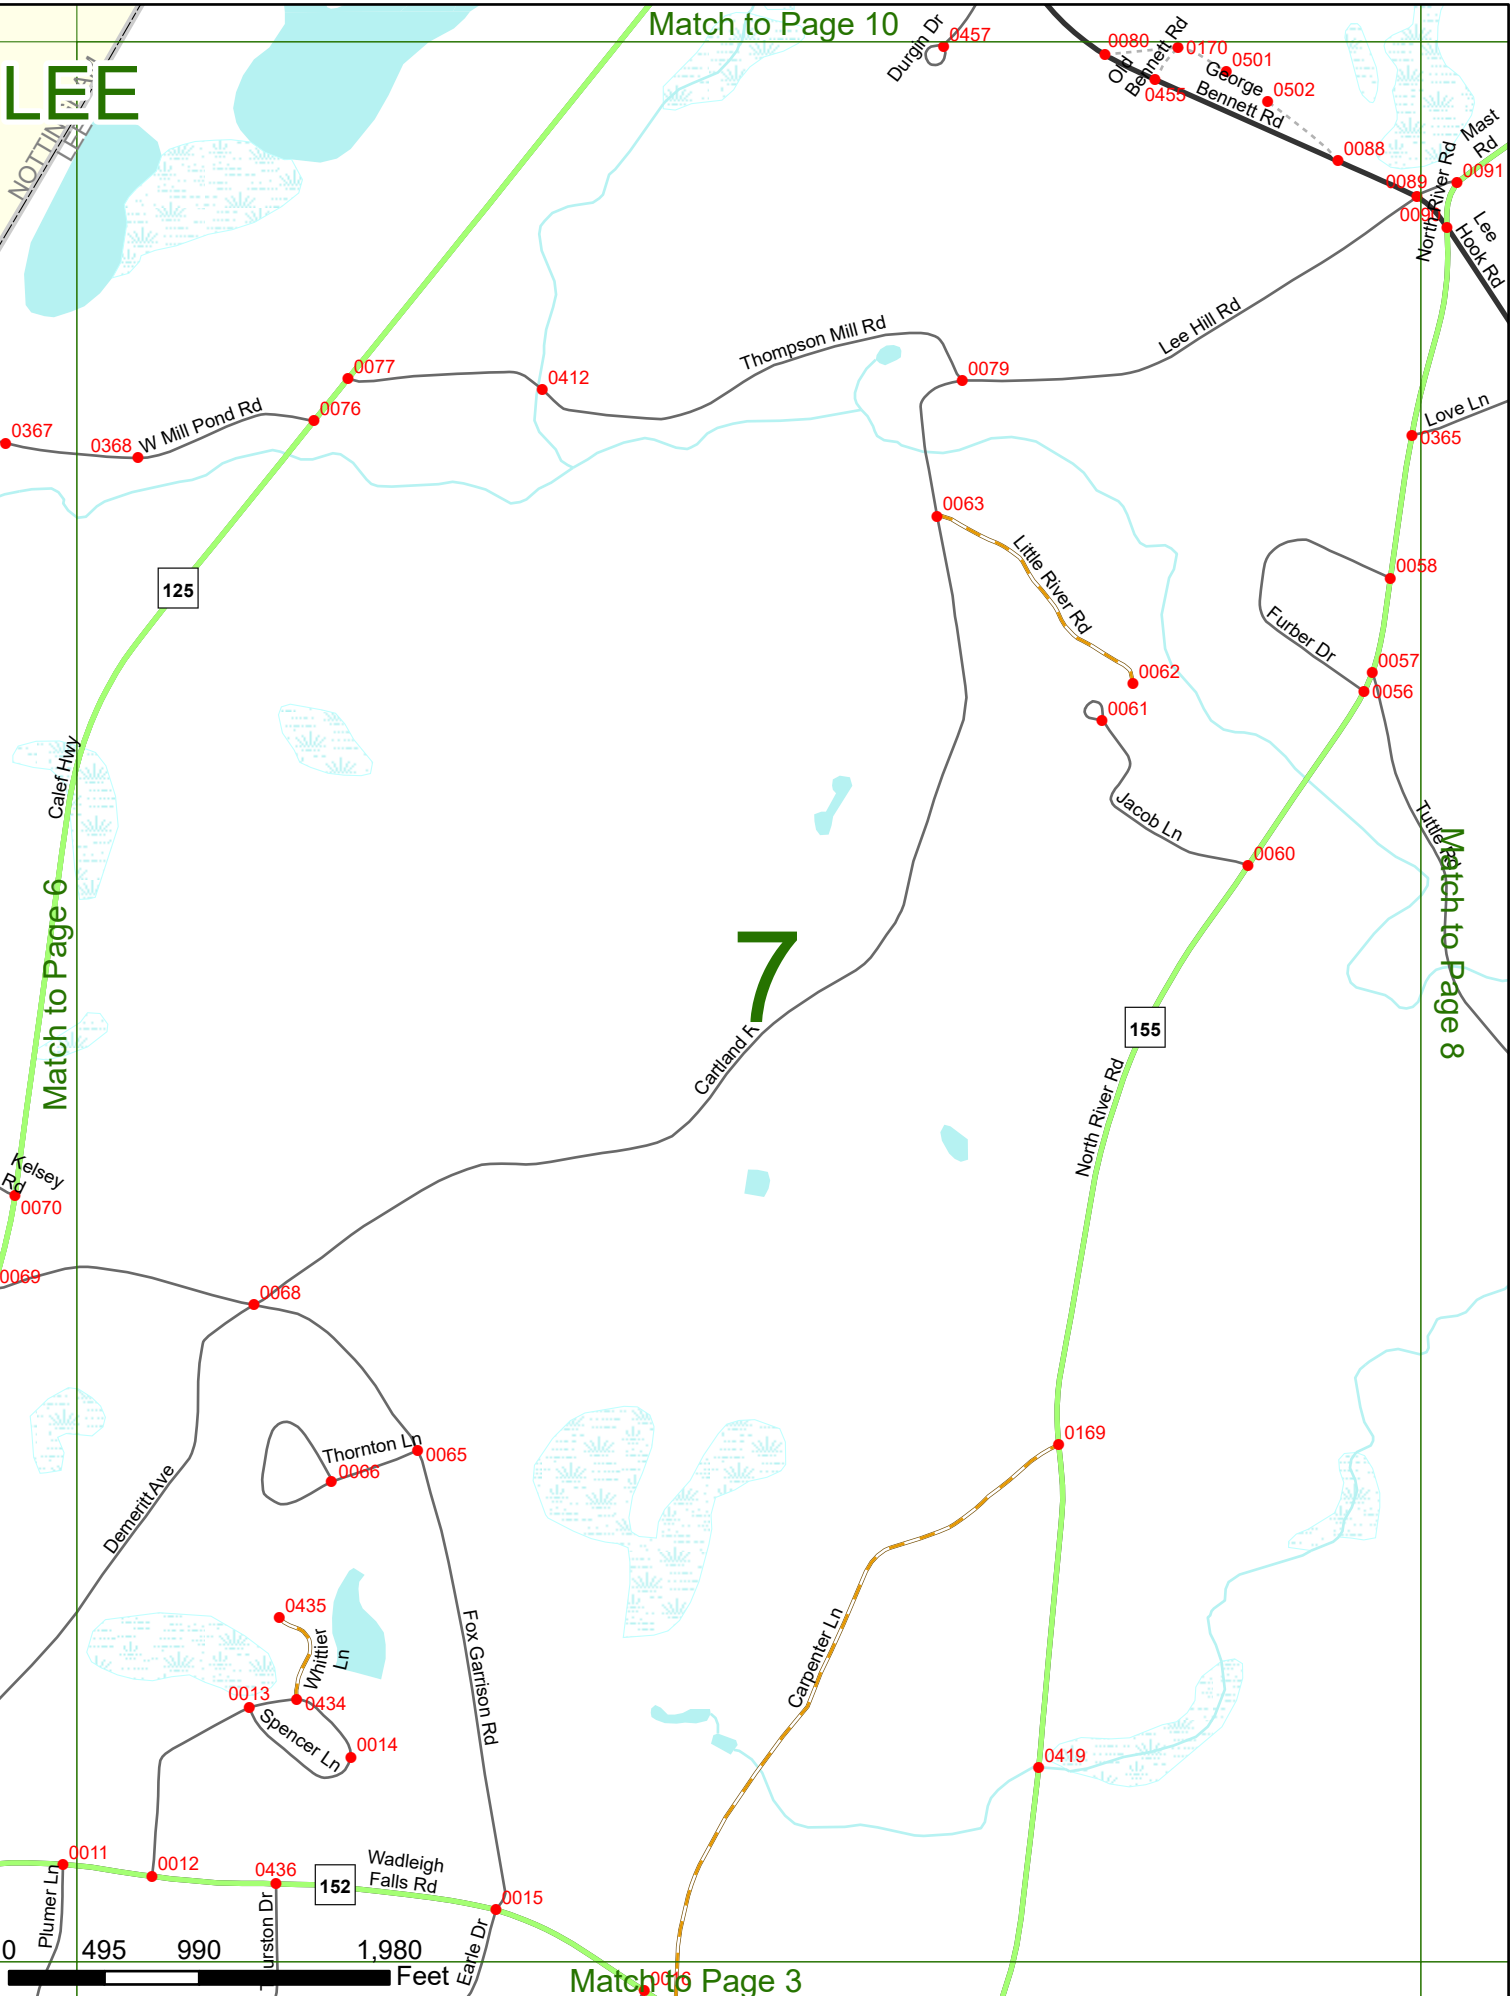 Match to Page 10
LEE
Durgin Dr
0457
0080
Old
Bennett Rd
0170
0501
George
Bennett Rd
0502
0455
0088
Mast
Rd
0091
0089
North River Rd
Lee
Hook Rd
Thompson Mill Rd
Lee Hill Rd
0077
0412
0079
0076
W Mill Pond Rd
0367
0368
Love Ln
0365
0063
Little River Rd
0058
125
Furber Dr
0057
0056
0062
0061
Calef Hwy
Jacob Ln
Tuttle Rd
0060
Match to Page 6
7
Match to Page 8
155
Cartland
North River Rd
Kelsey
Rd
0070
0069
0068
Thornton Ln
0065
0066
0169
Demeritt Ave
0435
Whittier
Ln
Fox Garrison Rd
Carpenter Ln
0013
0434
Spencer Ln
0014
0419
0011
0012
0436
152
Wadleigh
Falls Rd
0015
Plumer Ln
Earle Dr
0 495 990 1,980
Feet
Match to Page 3
0016